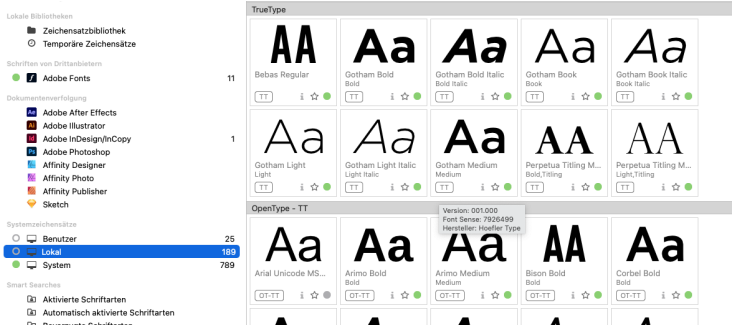 Lokale Bibliotheken
Zeichensatzbibliothek
Temporäre Zeichensätze
Schriften von Drittanbietern
Adobe Fonts 11
Dokumentenverfolgung
Ae Adobe After Effects
Ai Adobe Illustrator
Id Adobe InDesign/InCopy 1
Ps Adobe Photoshop
Affinity Designer
Affinity Photo
Affinity Publisher
Sketch
Systemzeichensätze
Benutzer 25
Lokal 189
System 789
Smart Searches
Aktivierte Schriftarten
Automatisch aktivierte Schriftarten
Bevorzugte Schriftarten
TrueType
AA Aa Aa Aa Aa
Bebas Regular Gotham Bold Gotham Bold Italic Gotham Book Gotham Book Italic
Bold Bold Italic Book Book Italic
TT TT TT TT TT
Aa Aa Aa AA AA
Gotham Light Gotham Light Italic Gotham Medium Perpetua Titling M... Perpetua Titling M...
Light Light Italic Medium Bold,Titling Light,Titling
TT TT TT TT TT
OpenType - TT
Version: 001.000
Font Sense: 7926499
Hersteller: Hoefler Type
Aa Aa Aa AA Aa
Arial Unicode MS... Arimo Bold Arimo Medium Bison Bold Corbel Bold
Bold Medium Bold Bold
OT-TT OT-TT OT-TT OT-TT OT-TT